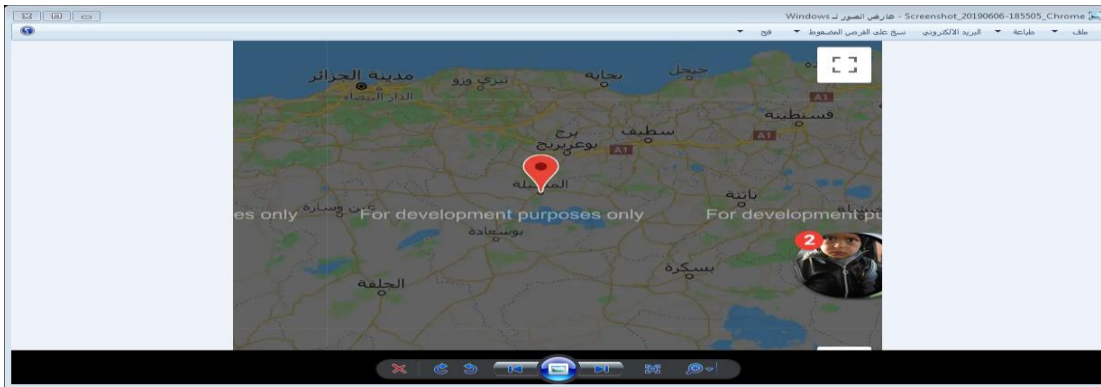 Screenshot_20190606-185505_Chrome - عارض الصور لـ Windows
ملف طباعة البريد الالكتروني نسخ على القرص المضغوط فتح
جيجل
بجاية
تيزي وزو
مدينة الجزائر
الدار البيضاء
A1
قسنطينة
سطيف
برج
بوعريريج
A1
A1
المسيلة
باتنة
عين وسارة
es only
For development purposes only
For development pu
بوسعادة
2
بسكرة
الجلفة